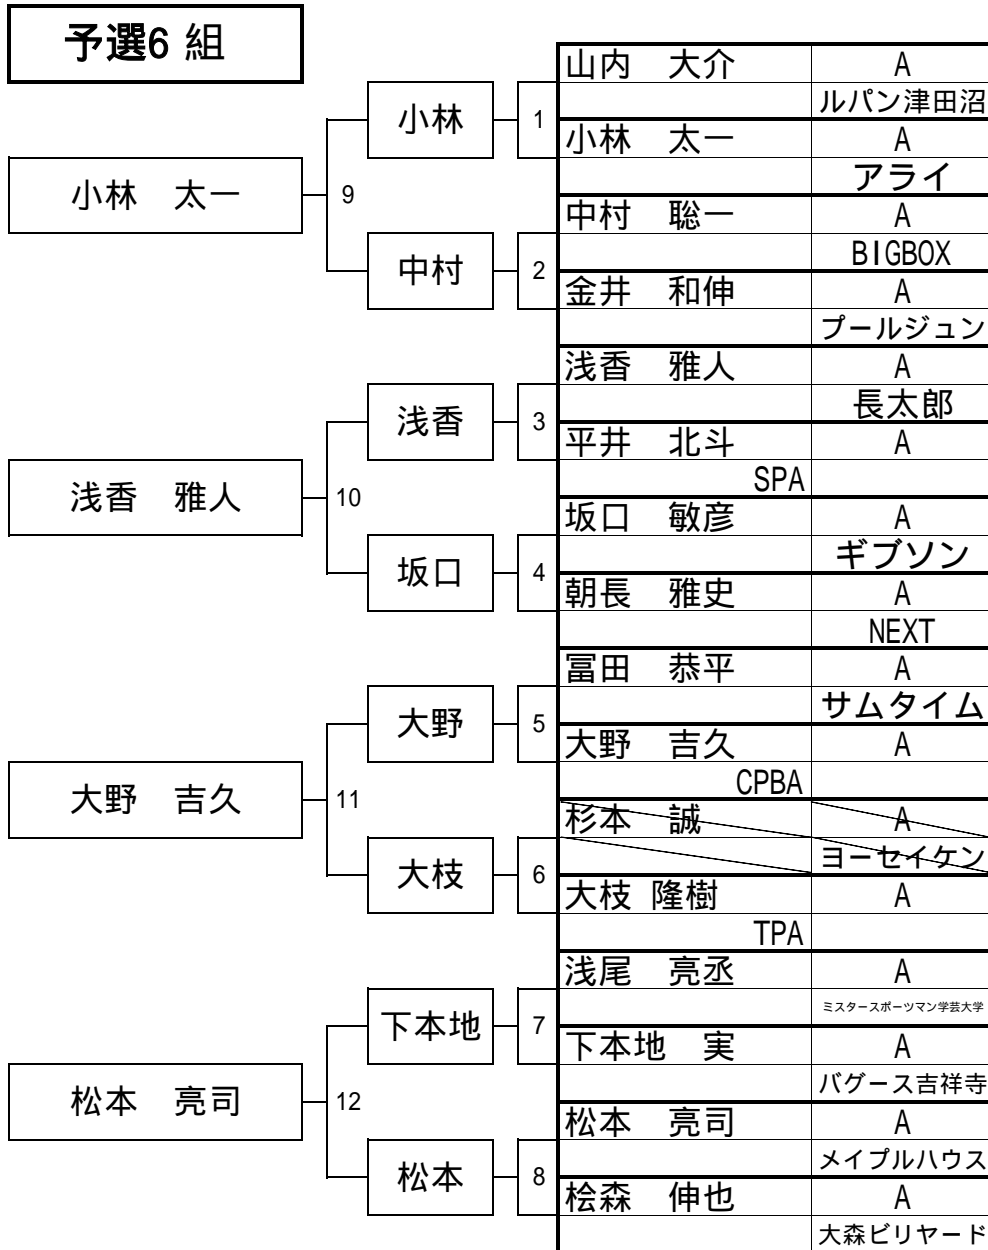 予選6 組
山内　大介 A
ルパン津田沼
小林 1
小林　太一 A
アライ
小林　太一 9
中村　聡一 A
BIGBOX
中村 2
金井　和伸 A
プールジュン
浅香　雅人 A
長太郎
浅香 3
平井　北斗 A
SPA
浅香　雅人 10
坂口　敏彦 A
ギブソン
坂口 4
朝長　雅史 A
NEXT
冨田　恭平 A
サムタイム
大野 5
大野　吉久 A
CPBA
大野　吉久 11
杉本　誠 A
ヨーセイケン
大枝 6
大枝 隆樹 A
TPA
浅尾　亮丞 A
ミスタースポーツマン学芸大学
下本地 7
下本地　実 A
バグース吉祥寺
松本　亮司 12
松本　亮司 A
メイプルハウス
松本 8
桧森　伸也 A
大森ビリヤード